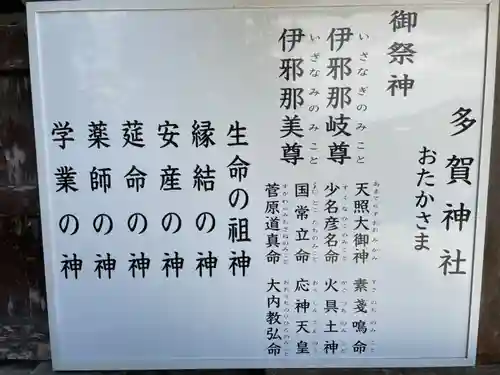 多賀神社
おたかさま
御祭神
伊邪那岐尊
いざなぎのみこと
伊邪那美尊
いざなみのみこと
天照大御神
素戔鳴命
少名彦名命
火具土神
国常立命
応神天皇
菅原道真命
大内教弘命
生命の祖神
縁結の神
安産の神
莚命の神
薬師の神
学業の神